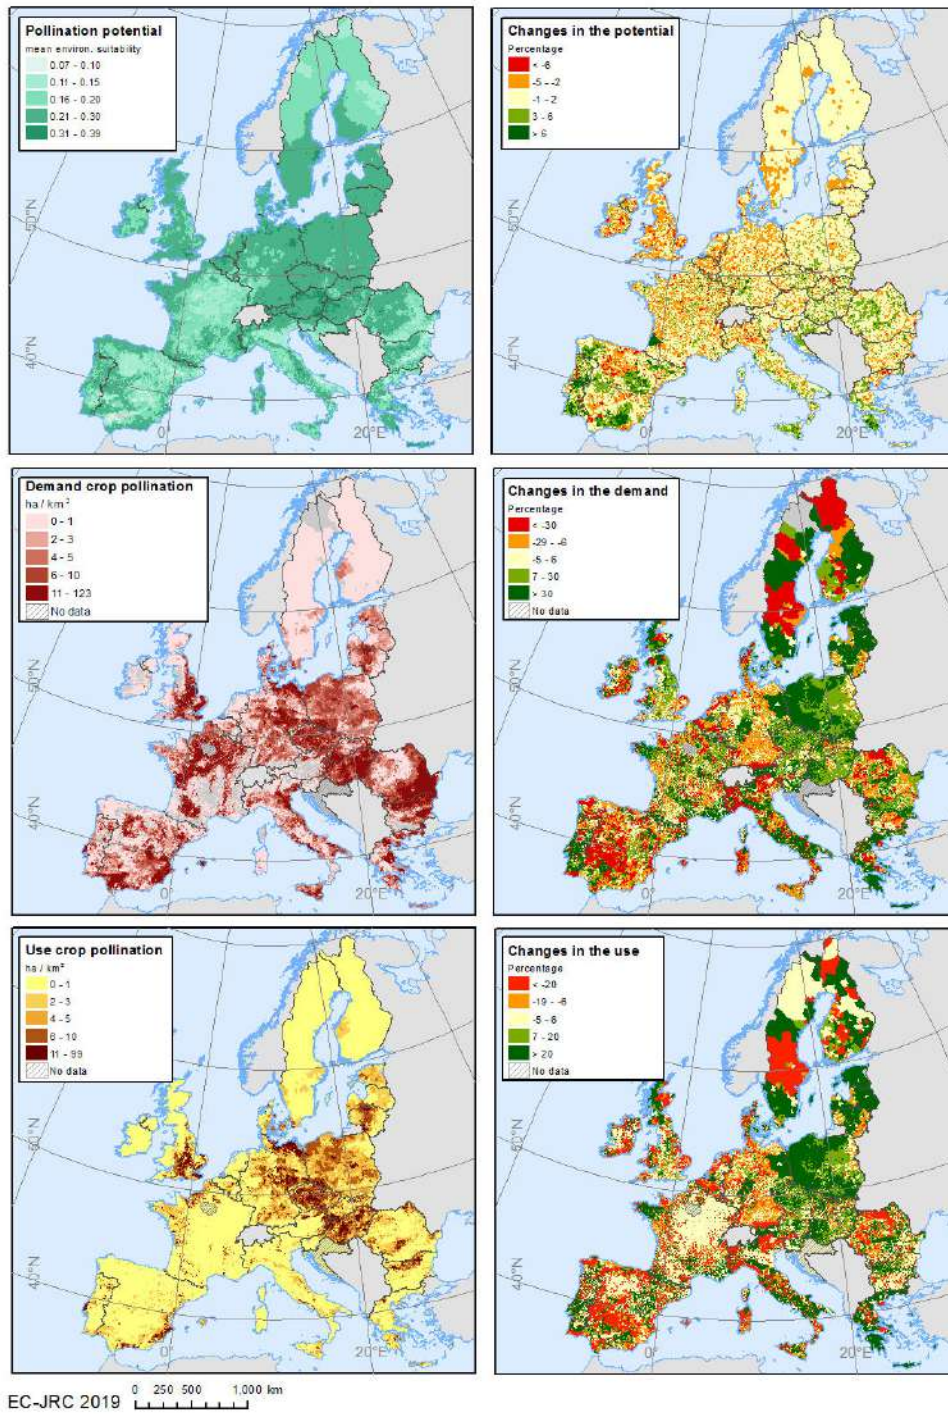 Pollination potential
mean environ. suitability
0.07 - 0.10
0.11 - 0.15
0.16 - 0.20
0.21 - 0.30
0.31 - 0.39
50°N
40°N
0°
20°E
Changes in the potential
Percentage
< -6
-5 - -2
-1 - 2
3 - 6
> 6
50°N
40°N
0°
20°E
Demand crop pollination
ha / km²
0 - 1
2 - 3
4 - 5
6 - 10
11 - 123
No data
50°N
40°N
0°
20°E
Changes in the demand
Percentage
< -30
-29 - -6
-5 - 6
7 - 30
> 30
No data
50°N
40°N
0°
20°E
Use crop pollination
ha / km²
0 - 1
2 - 3
4 - 5
6 - 10
11 - 99
No data
50°N
40°N
0°
20°E
Changes in the use
Percentage
< -20
-19 - -6
-5 - 6
7 - 20
> 20
No data
50°N
40°N
0°
20°E
EC-JRC 2019
0 250 500 1,000 km